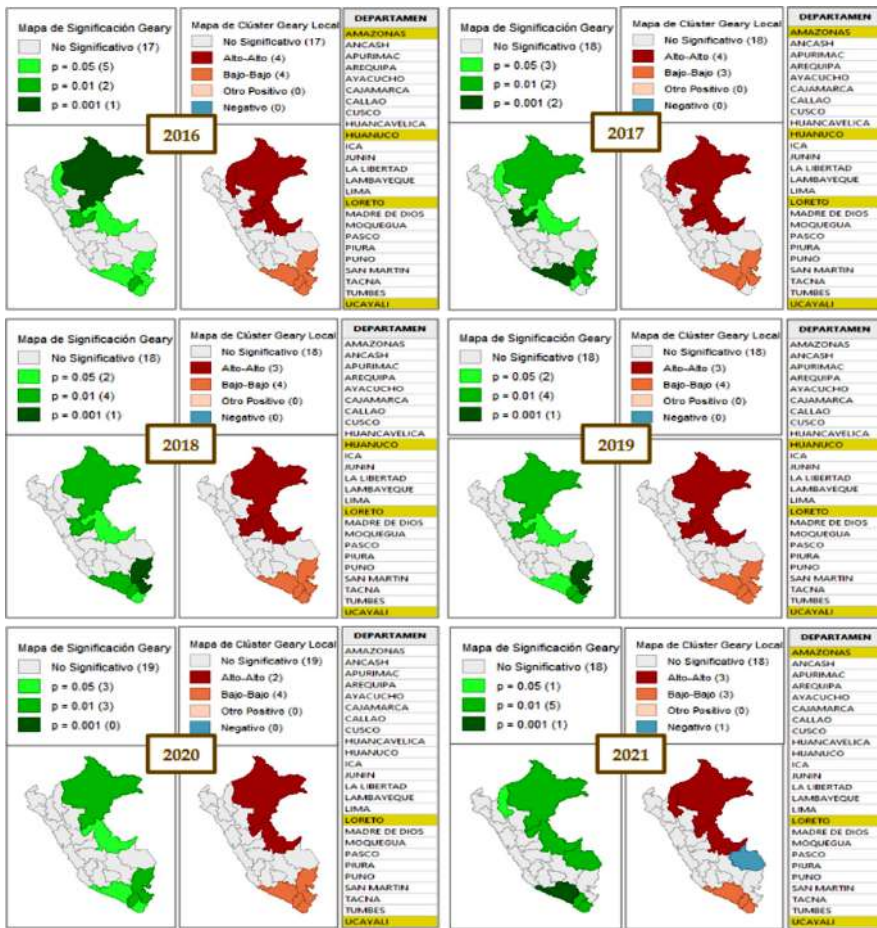 Mapa de Significación Geary
No Significativo (17)
p = 0.05 (5)
p = 0.01 (2)
p = 0.001 (1)
Mapa de Clúster Geary Local
No Significativo (17)
Alto-Alto (4)
Bajo-Bajo (4)
Otro Positivo (0)
Negativo (0)
2016
DEPARTAMEN
AMAZONAS
ANCASH
APURIMAC
AREQUIPA
AYACUCHO
CAJAMARCA
CALLAO
CUSCO
HUANCAVELICA
HUANUCO
ICA
JUNIN
LA LIBERTAD
LAMBAYEQUE
LIMA
LORETO
MADRE DE DIOS
MOQUEGUA
PASCO
PIURA
PUNO
SAN MARTIN
TACNA
TUMBES
UCAYALI
Mapa de Significación Geary
No Significativo (18)
p = 0.05 (3)
p = 0.01 (2)
p = 0.001 (2)
Mapa de Clúster Geary Local
No Significativo (18)
Alto-Alto (4)
Bajo-Bajo (3)
Otro Positivo (0)
Negativo (0)
2017
DEPARTAMEN
AMAZONAS
ANCASH
APURIMAC
AREQUIPA
AYACUCHO
CAJAMARCA
CALLAO
CUSCO
HUANCAVELICA
HUANUCO
ICA
JUNIN
LA LIBERTAD
LAMBAYEQUE
LIMA
LORETO
MADRE DE DIOS
MOQUEGUA
PASCO
PIURA
PUNO
SAN MARTIN
TACNA
TUMBES
UCAYALI
Mapa de Significación Geary
No Significativo (18)
p = 0.05 (2)
p = 0.01 (4)
p = 0.001 (1)
Mapa de Clúster Geary Local
No Significativo (18)
Alto-Alto (3)
Bajo-Bajo (4)
Otro Positivo (0)
Negativo (0)
2018
DEPARTAMEN
AMAZONAS
ANCASH
APURIMAC
AREQUIPA
AYACUCHO
CAJAMARCA
CALLAO
CUSCO
HUANCAVELICA
HUANUCO
ICA
JUNIN
LA LIBERTAD
LAMBAYEQUE
LIMA
LORETO
MADRE DE DIOS
MOQUEGUA
PASCO
PIURA
PUNO
SAN MARTIN
TACNA
TUMBES
UCAYALI
Mapa de Significación Geary
No Significativo (18)
p = 0.05 (2)
p = 0.01 (4)
p = 0.001 (1)
Mapa de Clúster Geary Local
No Significativo (18)
Alto-Alto (3)
Bajo-Bajo (4)
Otro Positivo (0)
Negativo (0)
2019
DEPARTAMEN
AMAZONAS
ANCASH
APURIMAC
AREQUIPA
AYACUCHO
CAJAMARCA
CALLAO
CUSCO
HUANCAVELICA
HUANUCO
ICA
JUNIN
LA LIBERTAD
LAMBAYEQUE
LIMA
LORETO
MADRE DE DIOS
MOQUEGUA
PASCO
PIURA
PUNO
SAN MARTIN
TACNA
TUMBES
UCAYALI
Mapa de Significación Geary
No Significativo (19)
p = 0.05 (3)
p = 0.01 (3)
p = 0.001 (0)
Mapa de Clúster Geary Local
No Significativo (19)
Alto-Alto (2)
Bajo-Bajo (4)
Otro Positivo (0)
Negativo (0)
2020
DEPARTAMEN
AMAZONAS
ANCASH
APURIMAC
AREQUIPA
AYACUCHO
CAJAMARCA
CALLAO
CUSCO
HUANCAVELICA
HUANUCO
ICA
JUNIN
LA LIBERTAD
LAMBAYEQUE
LIMA
LORETO
MADRE DE DIOS
MOQUEGUA
PASCO
PIURA
PUNO
SAN MARTIN
TACNA
TUMBES
UCAYALI
Mapa de Significación Geary
No Significativo (18)
p = 0.05 (1)
p = 0.01 (5)
p = 0.001 (1)
Mapa de Clúster Geary Local
No Significativo (18)
Alto-Alto (3)
Bajo-Bajo (3)
Otro Positivo (0)
Negativo (1)
2021
DEPARTAMEN
AMAZONAS
ANCASH
APURIMAC
AREQUIPA
AYACUCHO
CAJAMARCA
CALLAO
CUSCO
HUANCAVELICA
HUANUCO
ICA
JUNIN
LA LIBERTAD
LAMBAYEQUE
LIMA
LORETO
MADRE DE DIOS
MOQUEGUA
PASCO
PIURA
PUNO
SAN MARTIN
TACNA
TUMBES
UCAYALI